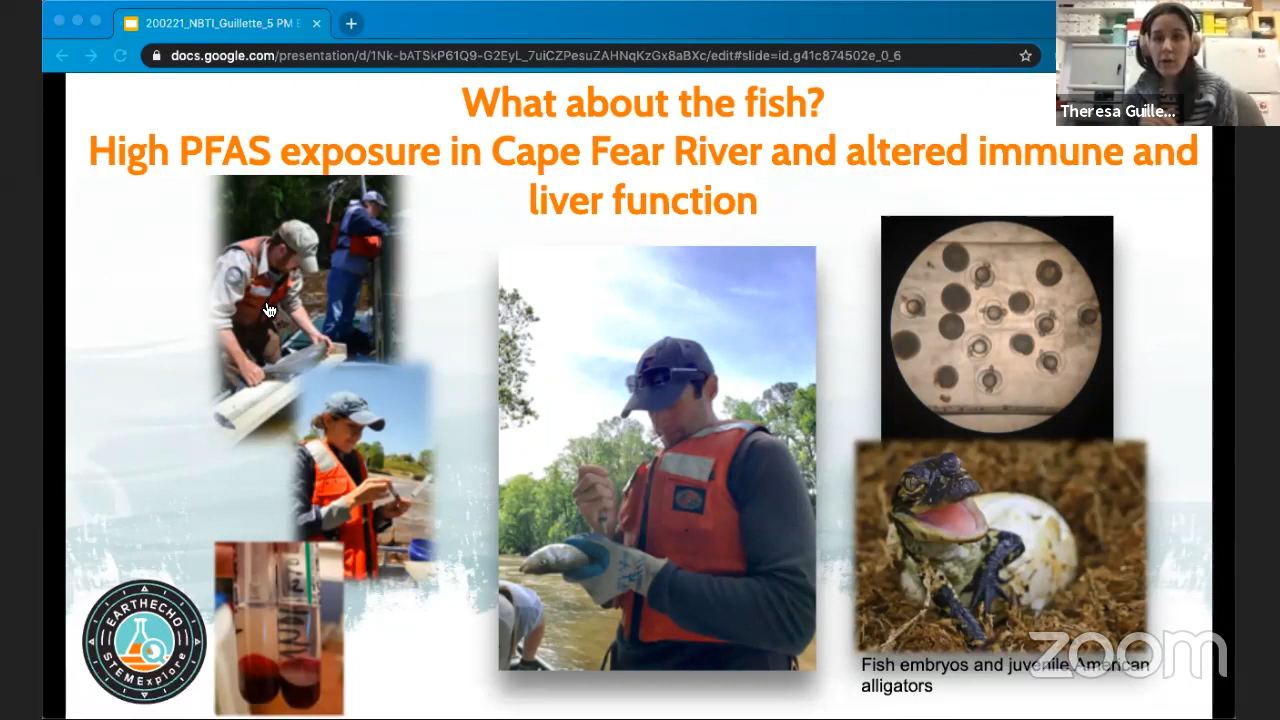 200221_NBTI_Guillette_5 PM E
docs.google.com/presentation/d/1Nk-bATSkP61Q9-G2EyL_7uiCZPesuZAHNqKzGx8aBXc/edit#slide=id.g41c874502e_0_6
Theresa Guille...
What about the fish?
High PFAS exposure in Cape Fear River and altered immune and
liver function
EARTHECHO
STEMExplore
Fish embryos and juvenile American
alligators
zoom